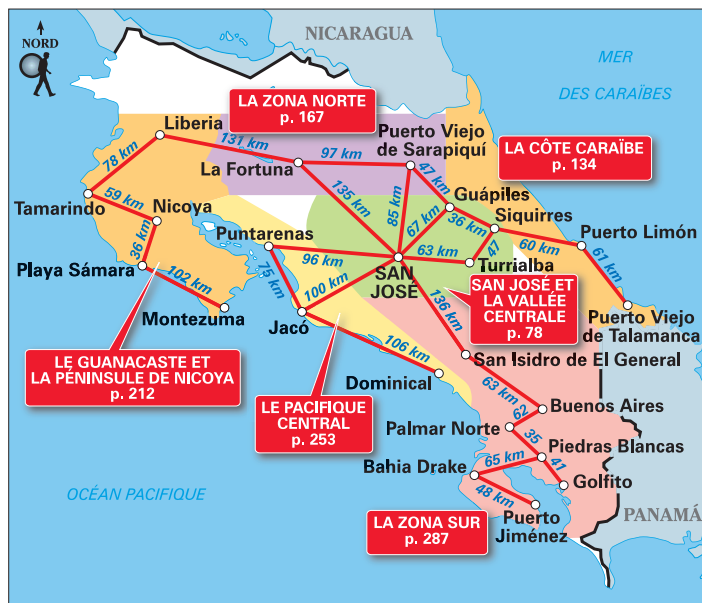 NICARAGUA
NORD
MER
DES CARAÏBES
LA ZONA NORTE
p. 167
Liberia
131 km
97 km
Puerto Viejo
de Sarapiquí
LA CÔTE CARAÏBE
p. 134
78 km
La Fortuna
47 km
135 km
85 km
Guápiles
59 km
Tamarindo
Nicoya
36 km
Siquirres
67 km
Puntarenas
36 km
60 km
Puerto Limón
47
96 km
63 km
61 km
Playa Sámara
SAN
JOSÉ
Turrialba
75 km
102 km
100 km
SAN JOSÉ ET
LA VALLÉE
CENTRALE
p. 78
136 km
Montezuma
Jacó
Puerto Viejo
de Talamanca
LE GUANACASTE ET
LA PÉNINSULE DE NICOYA
p. 212
106 km
San Isidro de El General
Dominical
63 km
LE PACIFIQUE
CENTRAL
p. 253
Buenos Aires
62
Palmar Norte
35
Piedras Blancas
65 km
Bahia Drake
41
Golfito
48 km
OCÉAN PACIFIQUE
Puerto
Jiménez
LA ZONA SUR
p. 287
PANAMÁ